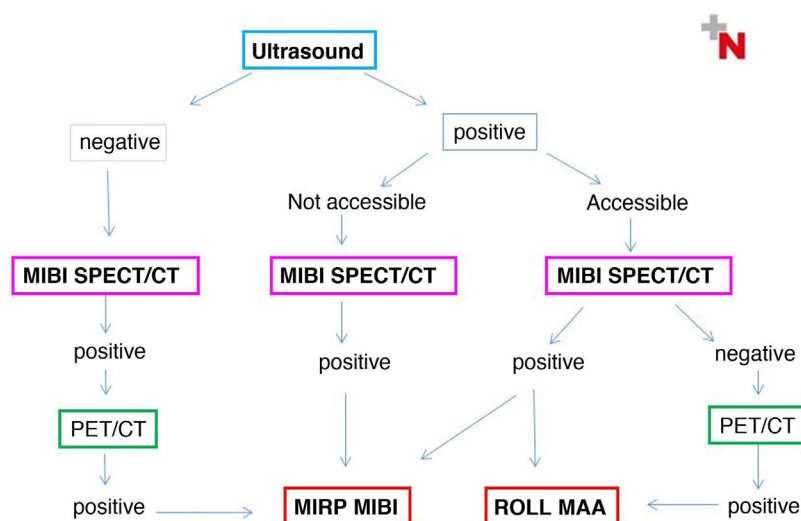 Ultrasound
N
negative
positive
Not accessible
Accessible
MIBI SPECT/CT
MIBI SPECT/CT
MIBI SPECT/CT
positive
positive
positive
negative
PET/CT
PET/CT
positive
MIRP MIBI
ROLL MAA
positive